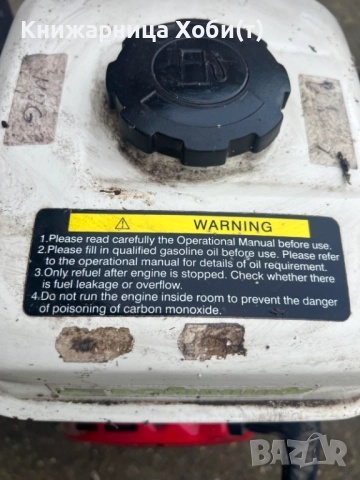 Книжарница Хоби(т)
WARNING
1.Please read carefully the Operational Manual before use.
2.Please fill in qualified gasoline oil before use. Please refer
to the operational manual for details of oil requirement.
3.Only refuel after engine is stopped. Check whether there
is fuel leakage or overflow.
4.Do not run the engine inside room to prevent the danger
of poisoning of carbon monoxide.
BAZAR